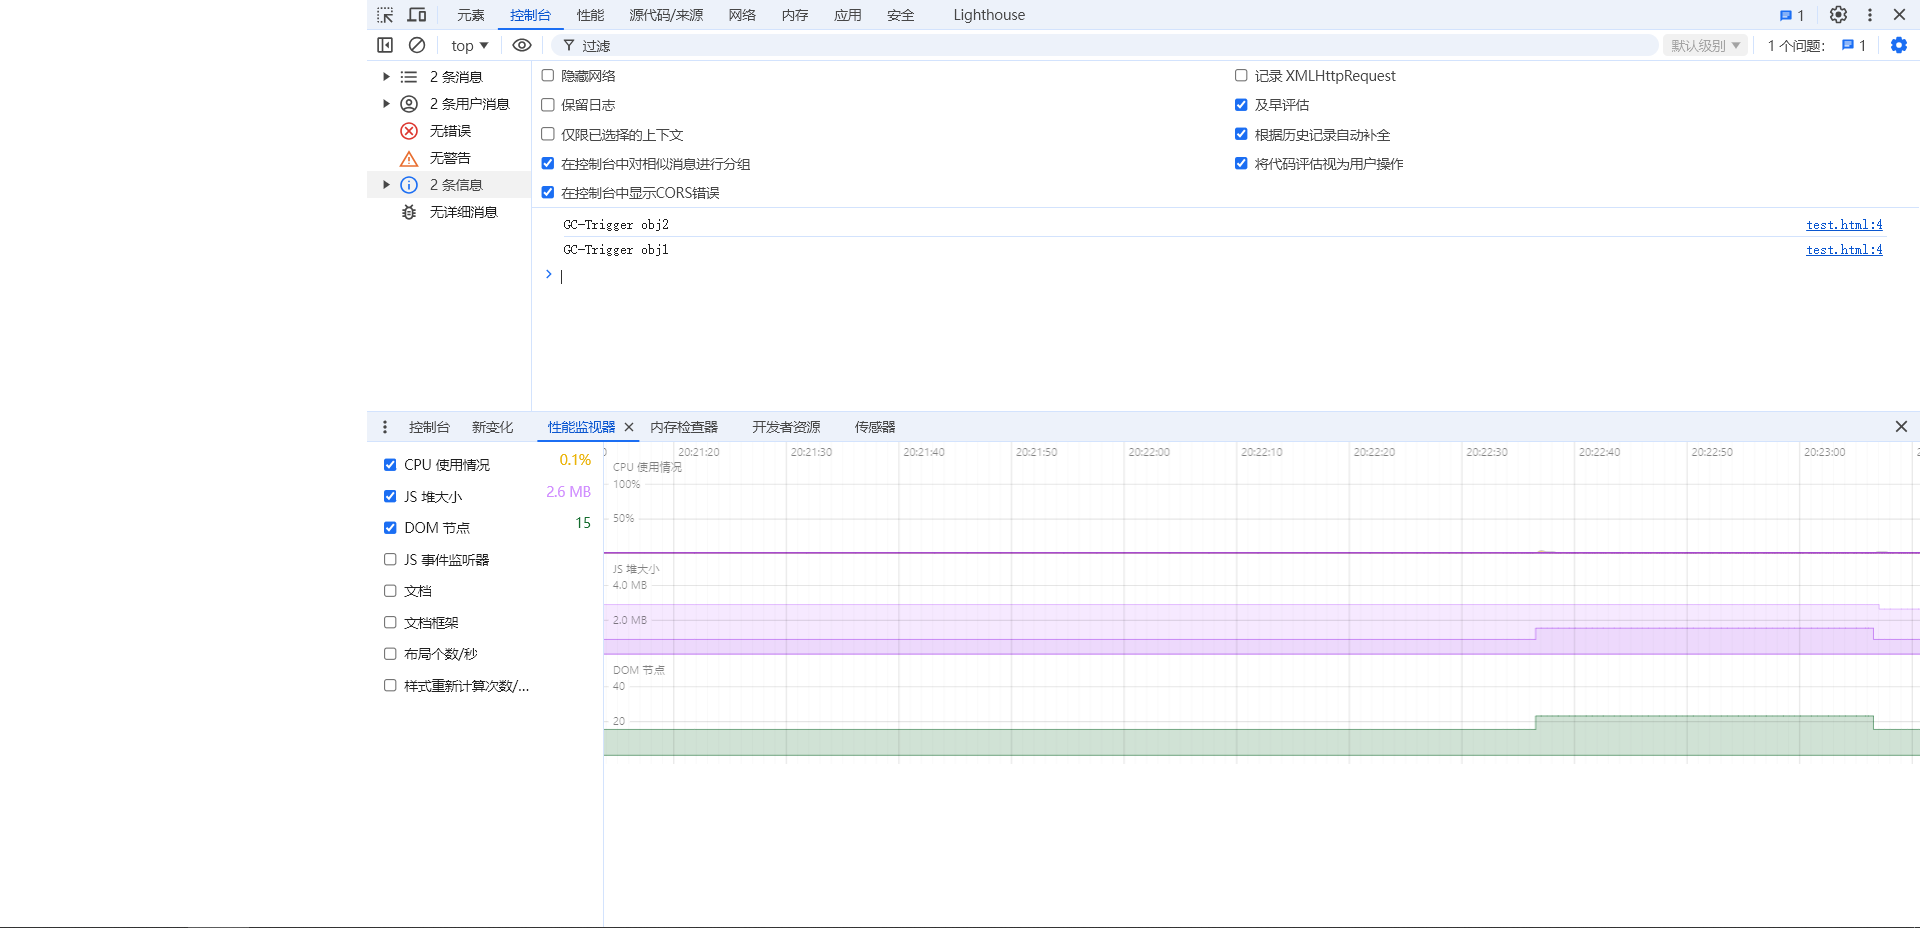 元素 控制台 性能 源代码/来源 网络 内存 应用 安全 Lighthouse 1
top 过滤 默认级别 1 个问题: 1
2 条消息
2 条用户消息
无错误
无警告
2 条信息
无详细消息
隐藏网络 记录 XMLHttpRequest
保留日志 及早评估
仅限已选择的上下文 根据历史记录自动补全
在控制台中对相似消息进行分组 将代码评估视为用户操作
在控制台中显示CORS错误
GC-Trigger obj2 test.html:4
GC-Trigger obj1 test.html:4
控制台 新变化 性能监视器 内存检查器 开发者资源 传感器
CPU 使用情况 0.1%
JS 堆大小 2.6 MB
DOM 节点 15
JS 事件监听器
文档
文档框架
布局个数/秒
样式重新计算次数/...
20:21:20 20:21:30 20:21:40 20:21:50 20:22:00 20:22:10 20:22:20 20:22:30 20:22:40 20:22:50 20:23:00
CPU 使用情况
100%
50%
JS 堆大小
4.0 MB
2.0 MB
DOM 节点
40
20